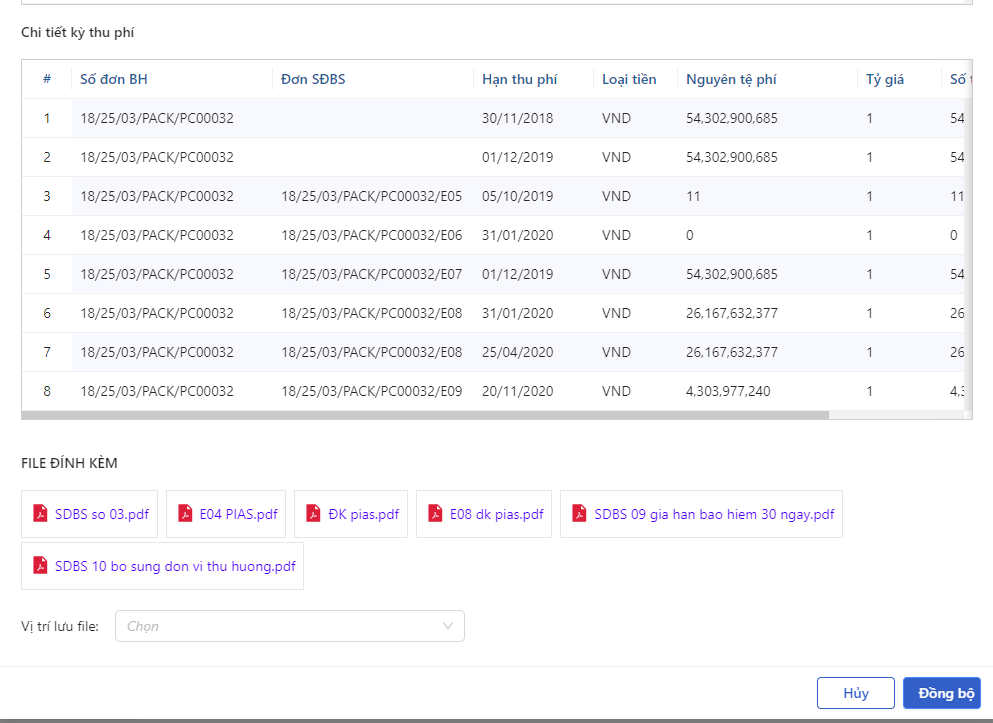 Chi tiết kỳ thu phí
# Số đơn BH Đơn SĐBS Hạn thu phí Loại tiền Nguyên tệ phí Tỷ giá Số
1 18/25/03/PACK/PC00032 30/11/2018 VND 54,302,900,685 1 54
2 18/25/03/PACK/PC00032 01/12/2019 VND 54,302,900,685 1 54
3 18/25/03/PACK/PC00032 18/25/03/PACK/PC00032/E05 05/10/2019 VND 11 1 11
4 18/25/03/PACK/PC00032 18/25/03/PACK/PC00032/E06 31/01/2020 VND 0 1 0
5 18/25/03/PACK/PC00032 18/25/03/PACK/PC00032/E07 01/12/2019 VND 54,302,900,685 1 54
6 18/25/03/PACK/PC00032 18/25/03/PACK/PC00032/E08 31/01/2020 VND 26,167,632,377 1 26
7 18/25/03/PACK/PC00032 18/25/03/PACK/PC00032/E08 25/04/2020 VND 26,167,632,377 1 26
8 18/25/03/PACK/PC00032 18/25/03/PACK/PC00032/E09 20/11/2020 VND 4,303,977,240 1 4,
FILE ĐÍNH KÈM
SDBS so 03.pdf E04 PIAS.pdf ĐK pias.pdf E08 dk pias.pdf SDBS 09 gia han bao hiem 30 ngay.pdf
SDBS 10 bo sung don vi thu huong.pdf
Vị trí lưu file: Chọn
Hủy Đồng bộ